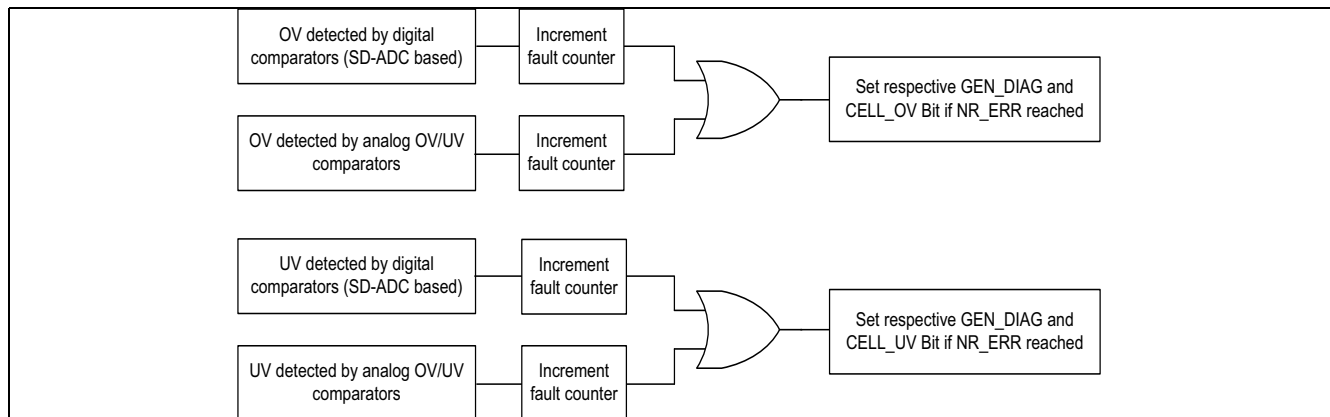 OV detected by digital
comparators (SD-ADC based)
Increment
fault counter
OV detected by analog OV/UV
comparators
Increment
fault counter
Set respective GEN_DIAG and
CELL_OV Bit if NR_ERR reached
UV detected by digital
comparators (SD-ADC based)
Increment
fault counter
UV detected by analog OV/UV
comparators
Increment
fault counter
Set respective GEN_DIAG and
CELL_UV Bit if NR_ERR reached